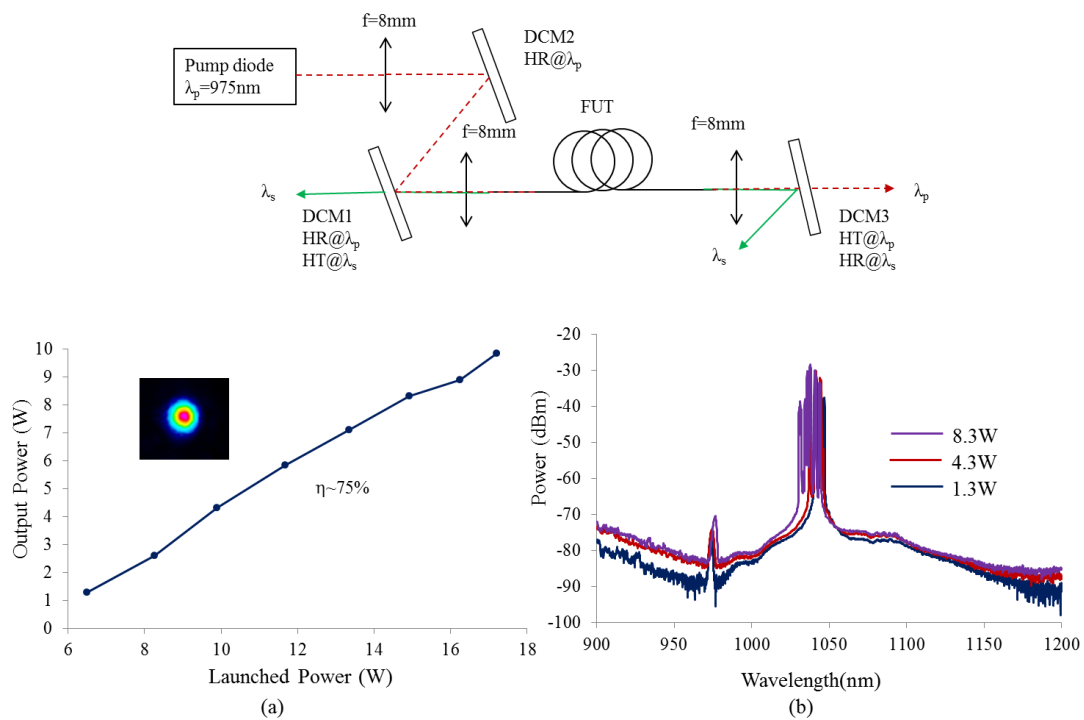 f=8mm
DCM2
HR@λp
Pump diode
λp=975nm
FUT
f=8mm
f=8mm
λs
λp
DCM1
HR@λp
HT@λs
DCM3
HT@λp
HR@λs
λs
10
9
8
7
6
5
4
3
2
1
0
Output Power (W)
η~75%
6 8 10 12 14 16 18
Launched Power (W)
(a)
-20
-30
-40
-50
-60
-70
-80
-90
-100
Power (dBm)
8.3W
4.3W
1.3W
900 950 1000 1050 1100 1150 1200
Wavelength(nm)
(b)